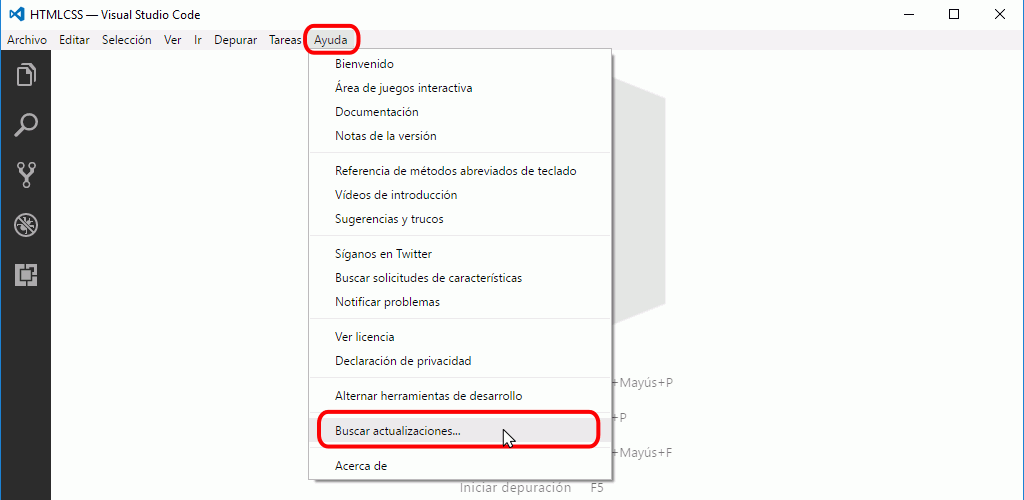 HTMLCSS — Visual Studio Code
Archivo Editar Selección Ver Ir Depurar Tareas Ayuda
Bienvenido
Área de juegos interactiva
Documentación
Notas de la versión
Referencia de métodos abreviados de teclado
Vídeos de introducción
Sugerencias y trucos
Síganos en Twitter
Buscar solicitudes de características
Notificar problemas
Ver licencia
Declaración de privacidad
+Mayús+P
Alternar herramientas de desarrollo
+P
Buscar actualizaciones...
+Mayús+F
Acerca de
Iniciar depuración F5